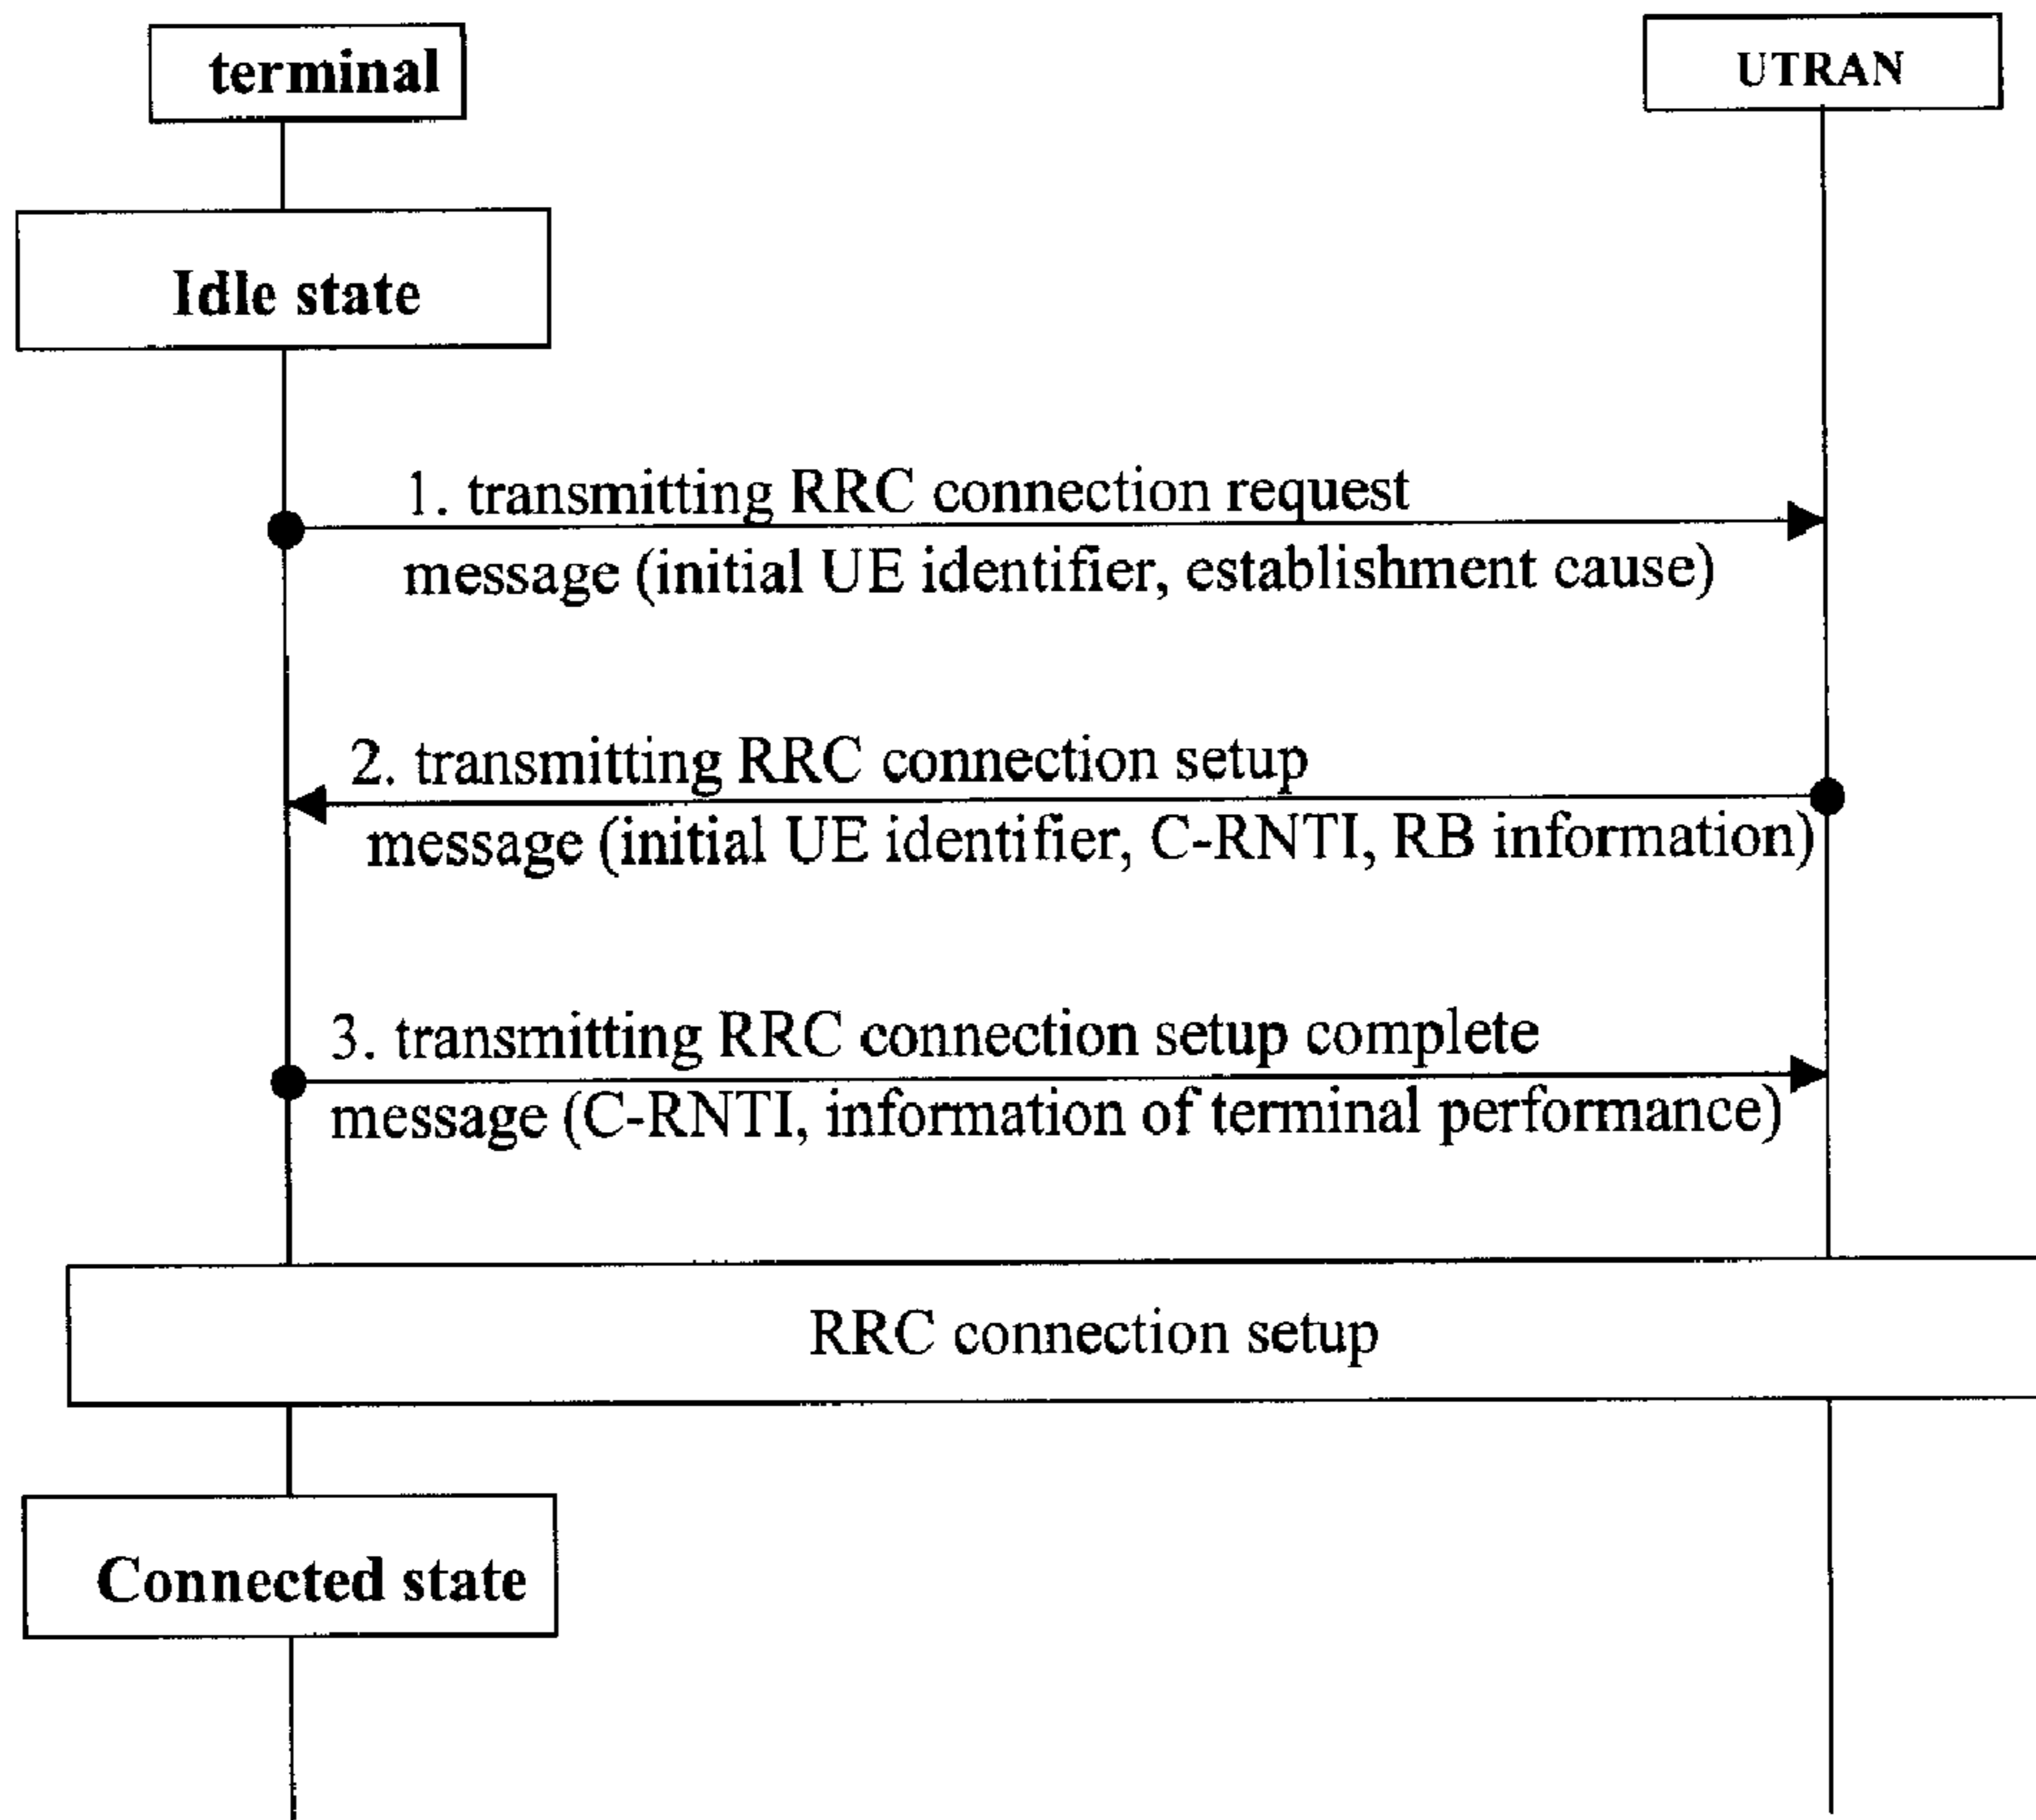 terminal
UTRAN
Idle state
1. transmitting RRC connection request
message (initial UE identifier, establishment cause)
2. transmitting RRC connection setup
message (initial UE identifier, C-RNTI, RB information)
3. transmitting RRC connection setup complete
message (C-RNTI, information of terminal performance)
RRC connection setup
Connected state